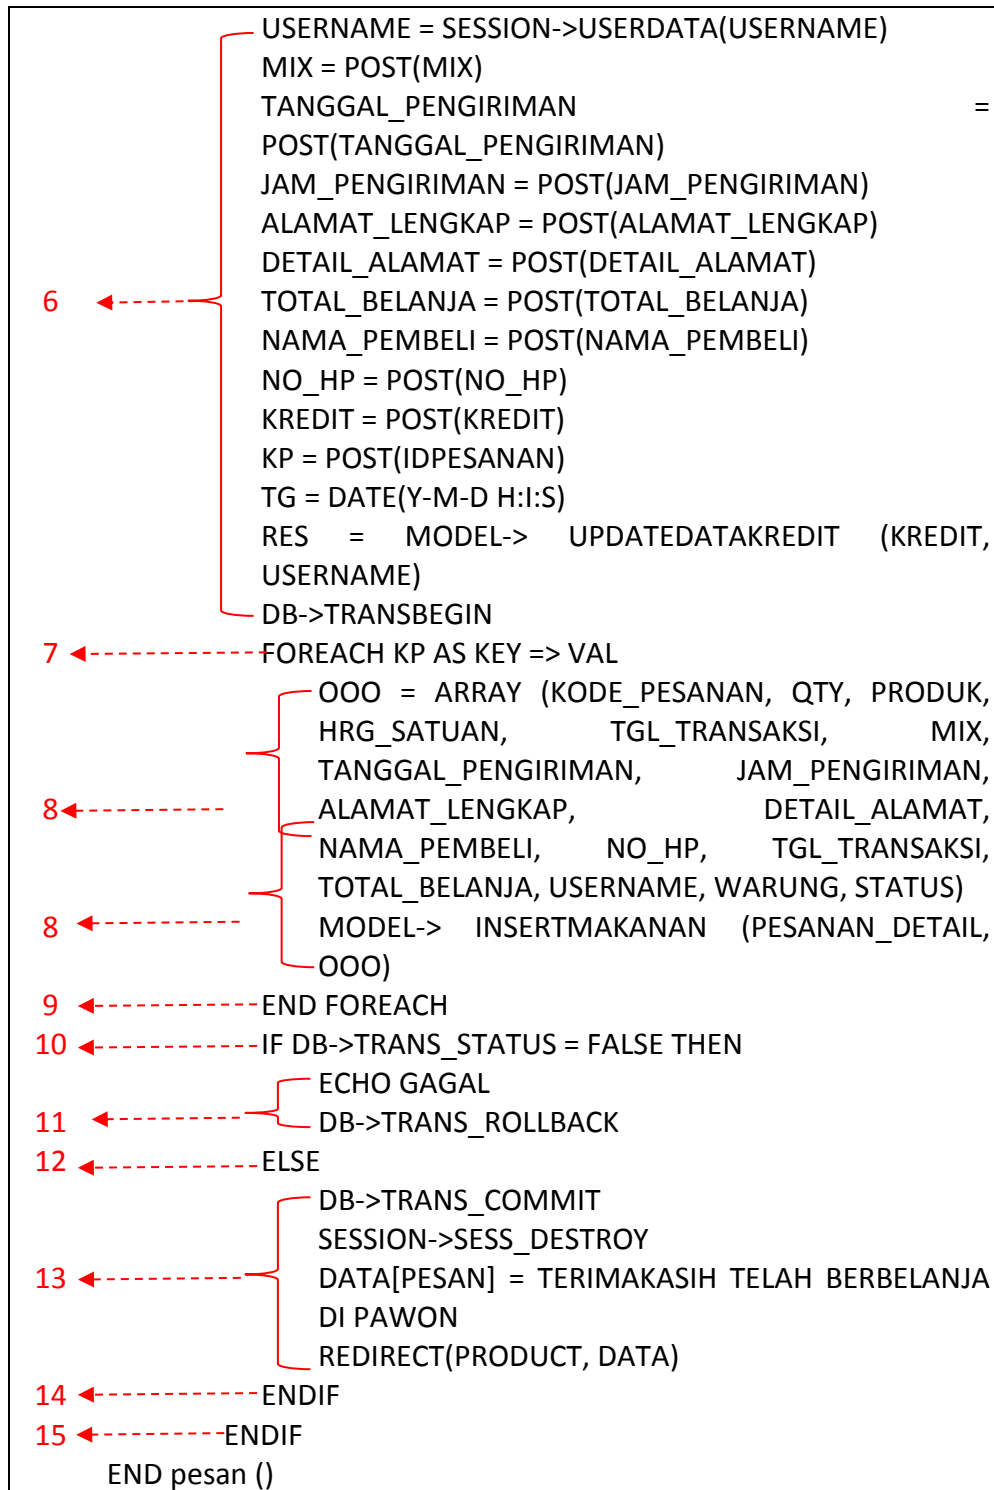 USERNAME = SESSION->USERDATA(USERNAME)
MIX = POST(MIX)
TANGGAL_PENGIRIMAN =
POST(TANGGAL_PENGIRIMAN)
JAM_PENGIRIMAN = POST(JAM_PENGIRIMAN)
ALAMAT_LENGKAP = POST(ALAMAT_LENGKAP)
DETAIL_ALAMAT = POST(DETAIL_ALAMAT)
6 TOTAL_BELANJA = POST(TOTAL_BELANJA)
NAMA_PEMBELI = POST(NAMA_PEMBELI)
NO_HP = POST(NO_HP)
KREDIT = POST(KREDIT)
KP = POST(IDPESANAN)
TG = DATE(Y-M-D H:I:S)
RES = MODEL-> UPDATEDATAKREDIT (KREDIT,
USERNAME)
DB->TRANSBEGIN
7 FOREACH KP AS KEY => VAL
OOO = ARRAY (KODE_PESANAN, QTY, PRODUK,
HRG_SATUAN, TGL_TRANSAKSI, MIX,
TANGGAL_PENGIRIMAN, JAM_PENGIRIMAN,
8 ALAMAT_LENGKAP, DETAIL_ALAMAT,
NAMA_PEMBELI, NO_HP, TGL_TRANSAKSI,
TOTAL_BELANJA, USERNAME, WARUNG, STATUS)
8 MODEL-> INSERTMAKANAN (PESANAN_DETAIL,
OOO)
9 END FOREACH
10 IF DB->TRANS_STATUS = FALSE THEN
ECHO GAGAL
11 DB->TRANS_ROLLBACK
12 ELSE
DB->TRANS_COMMIT
SESSION->SESS_DESTROY
13 DATA[PESAN] = TERIMAKASIH TELAH BERBELANJA
DI PAWON
REDIRECT(PRODUCT, DATA)
14 ENDIF
15 ENDIF
END pesan ()